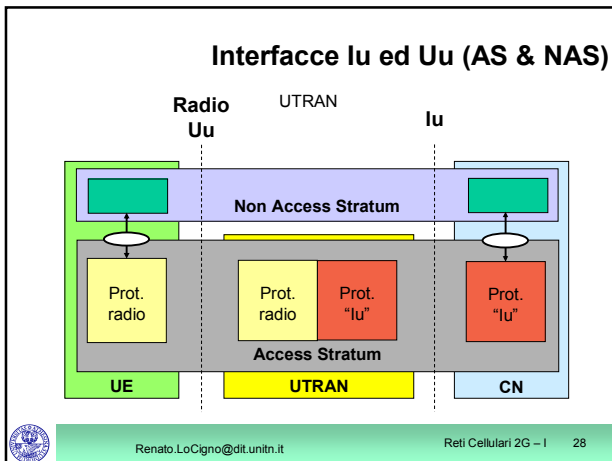 Interfacce Iu ed Uu (AS & NAS)
Radio
Uu
UTRAN
Iu
Non Access Stratum
Prot.
radio
Prot.
radio
Prot.
"Iu"
Prot.
"Iu"
Access Stratum
UE
UTRAN
CN
Renato.LoCigno@dit.unitn.it
Reti Cellulari 2G – I 28